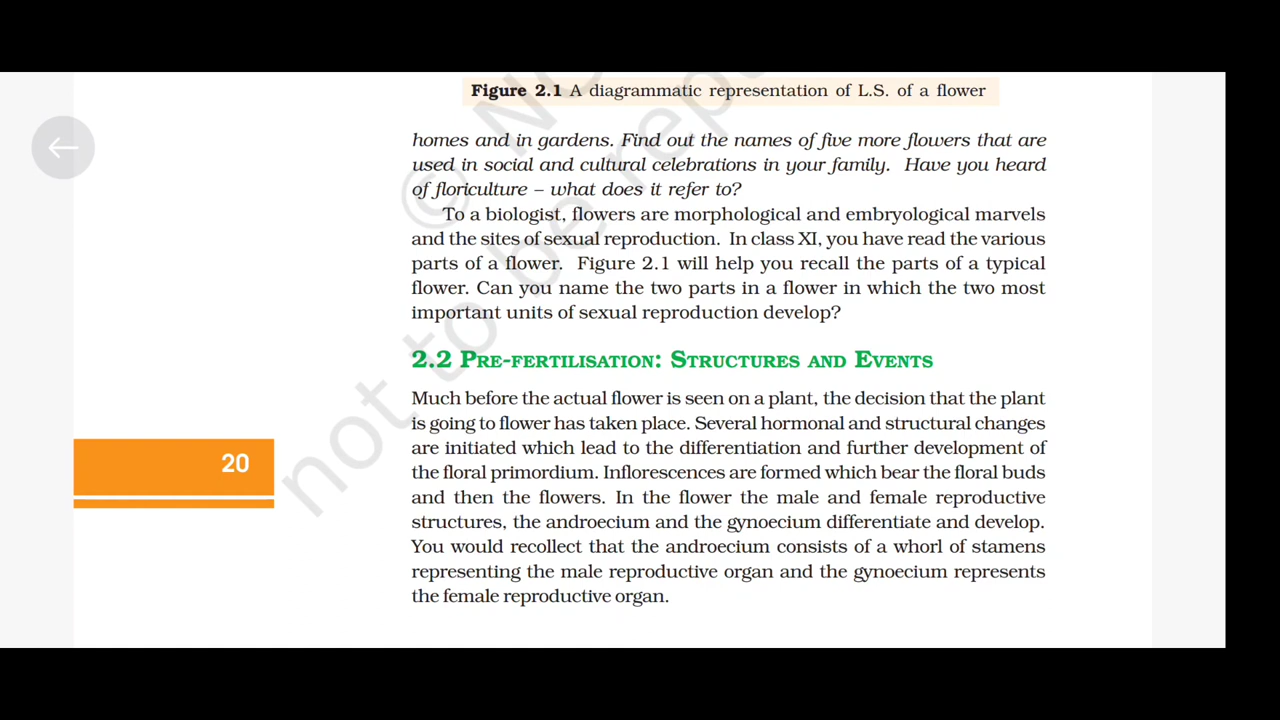 Figure 2.1 A diagrammatic representation of L.S. of a flower
homes and in gardens. Find out the names of five more flowers that are
used in social and cultural celebrations in your family. Have you heard
of floriculture – what does it refer to?
To a biologist, flowers are morphological and embryological marvels
and the sites of sexual reproduction. In class XI, you have read the various
parts of a flower. Figure 2.1 will help you recall the parts of a typical
flower. Can you name the two parts in a flower in which the two most
important units of sexual reproduction develop?
2.2 PRE-FERTILISATION: STRUCTURES AND EVENTS
Much before the actual flower is seen on a plant, the decision that the plant
is going to flower has taken place. Several hormonal and structural changes
are initiated which lead to the differentiation and further development of
the floral primordium. Inflorescences are formed which bear the floral buds
and then the flowers. In the flower the male and female reproductive
structures, the androecium and the gynoecium differentiate and develop.
You would recollect that the androecium consists of a whorl of stamens
representing the male reproductive organ and the gynoecium represents
the female reproductive organ.
20
not to be